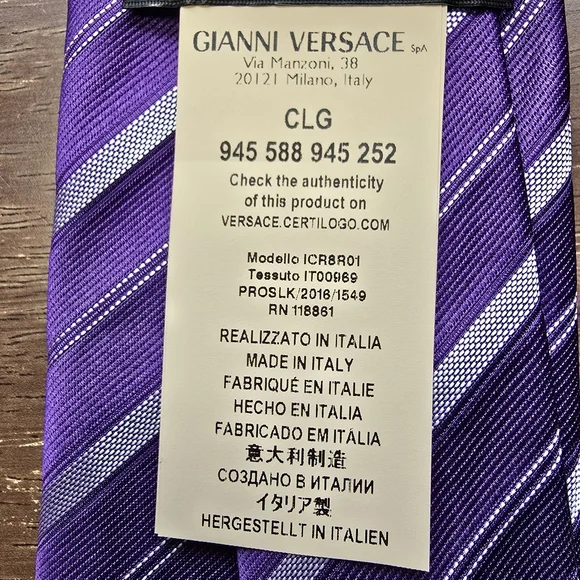 GIANNI VERSACE SpA
Via Manzoni, 38
20121 Milano, Italy
CLG
945 588 945 252
Check the authenticity
of this product on
VERSACE.CERTILOGO.COM
Modello ICR8R01
Tessuto IT00969
PROSLK/2016/1549
RN 118861
REALIZZATO IN ITALIA
MADE IN ITALY
FABRIQUÉ EN ITALIE
HECHO EN ITALIA
FABRICADO EM ITÁLIA
意大利制造
СОЗДАНО В ИТАЛИИ
イタリア製
HERGESTELLT IN ITALIEN